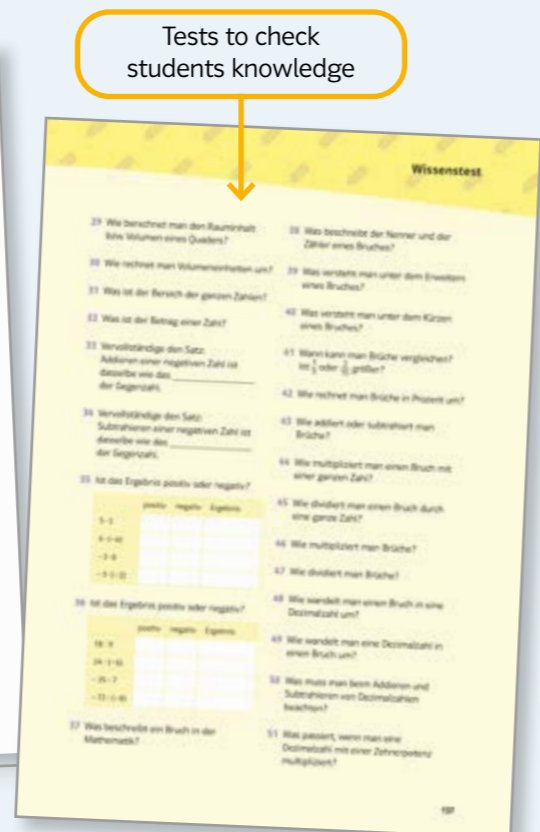 Tests to check
students knowledge
Wissenstest
29 Wie berechnet man den Rauminhalt
bzw. Volumen eines Quaders?
30 Wie rechnet man Volumeneinheiten um?
31 Was ist der Bereich der ganzen Zahlen?
32 Was ist der Betrag einer Zahl?
33 Vervollständige den Satz:
Addieren einer negativen Zahl ist
dasselbe wie das
der Gegenzahl.
34 Vervollständige den Satz:
Subtrahieren einer negativen Zahl ist
dasselbe wie das
der Gegenzahl.
35 Ist das Ergebnis positiv oder negativ?
positiv negativ Ergebnis
36 Ist das Ergebnis positiv oder negativ?
positiv negativ Ergebnis
37 Was beschreibt ein Bruch in der
Mathematik?
38 Was beschreibt der Nenner und der
Zähler eines Bruches?
39 Was versteht man unter dem Erweitern
eines Bruches?
40 Was versteht man unter dem Kürzen
eines Bruches?
41 Wann kann man Brüche vergleichen?
Ist oder größer?
42 Wie rechnet man Brüche in Prozent um?
43 Wie addiert oder subtrahiert man
Brüche?
44 Wie multipliziert man einen Bruch mit
einer ganzen Zahl?
45 Wie dividiert man einen Bruch durch
eine ganze Zahl?
46 Wie multipliziert man Brüche?
47 Wie dividiert man Brüche?
48 Wie wandelt man einen Bruch in eine
Dezimalzahl um?
49 Wie wandelt man eine Dezimalzahl in
einen Bruch um?
50 Was muss man beim Addieren und
Subtrahieren von Dezimalzahlen
beachten?
51 Was passiert, wenn man eine
Dezimalzahl mit einer Zehnerpotenz
multipliziert?